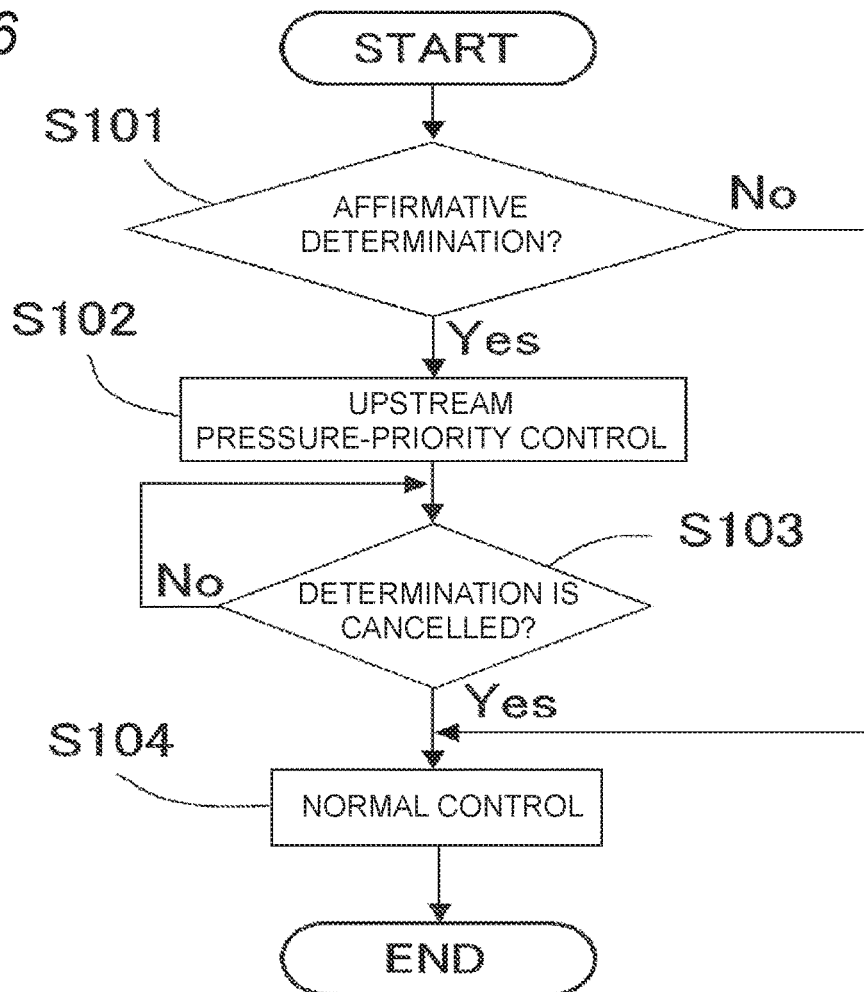 6
START
S101
AFFIRMATIVE
DETERMINATION?
No
S102
Yes
UPSTREAM
PRESSURE-PRIORITY CONTROL
S103
No
DETERMINATION IS
CANCELLED?
Yes
S104
NORMAL CONTROL
END